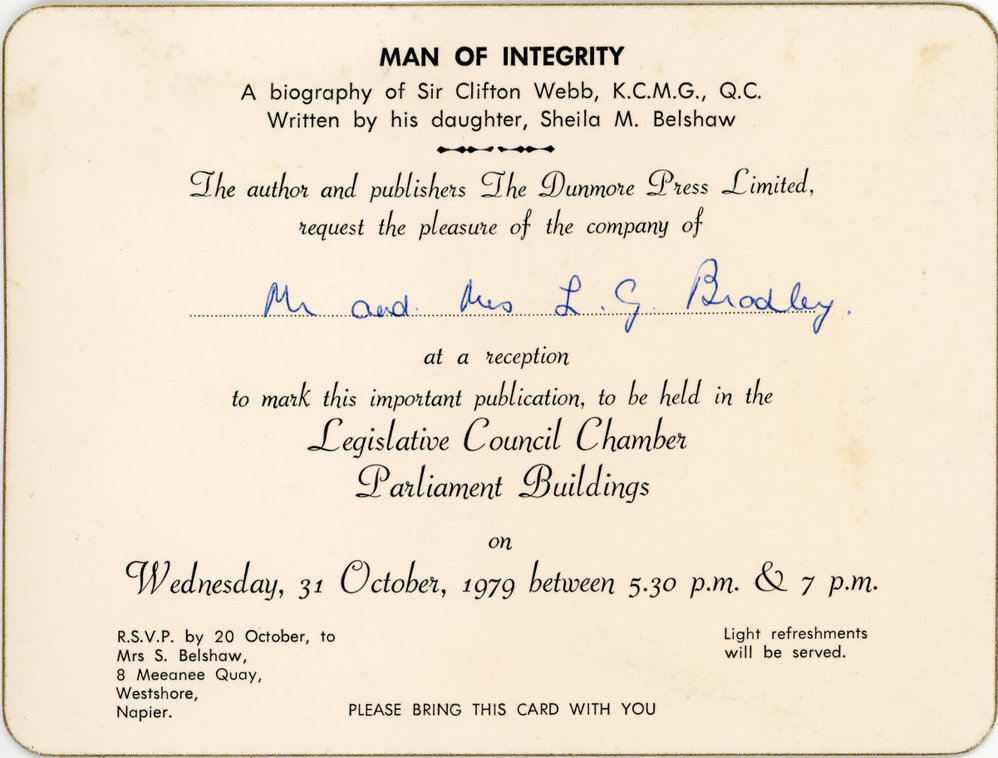 MAN OF INTEGRITY
A biography of Sir Clifton Webb, K.C.M.G., Q.C.
Written by his daughter, Sheila M. Belshaw
The author and publishers The Dunmore Press Limited,
request the pleasure of the company of
Mr and Mrs L. G. Brodley.
at a reception
to mark this important publication, to be held in the
Legislative Council Chamber
Parliament Buildings
on
Wednesday, 31 October, 1979 between 5.30 p.m. & 7 p.m.
R.S.V.P. by 20 October, to
Mrs S. Belshaw,
8 Meeanee Quay,
Westshore,
Napier.
Light refreshments
will be served.
PLEASE BRING THIS CARD WITH YOU